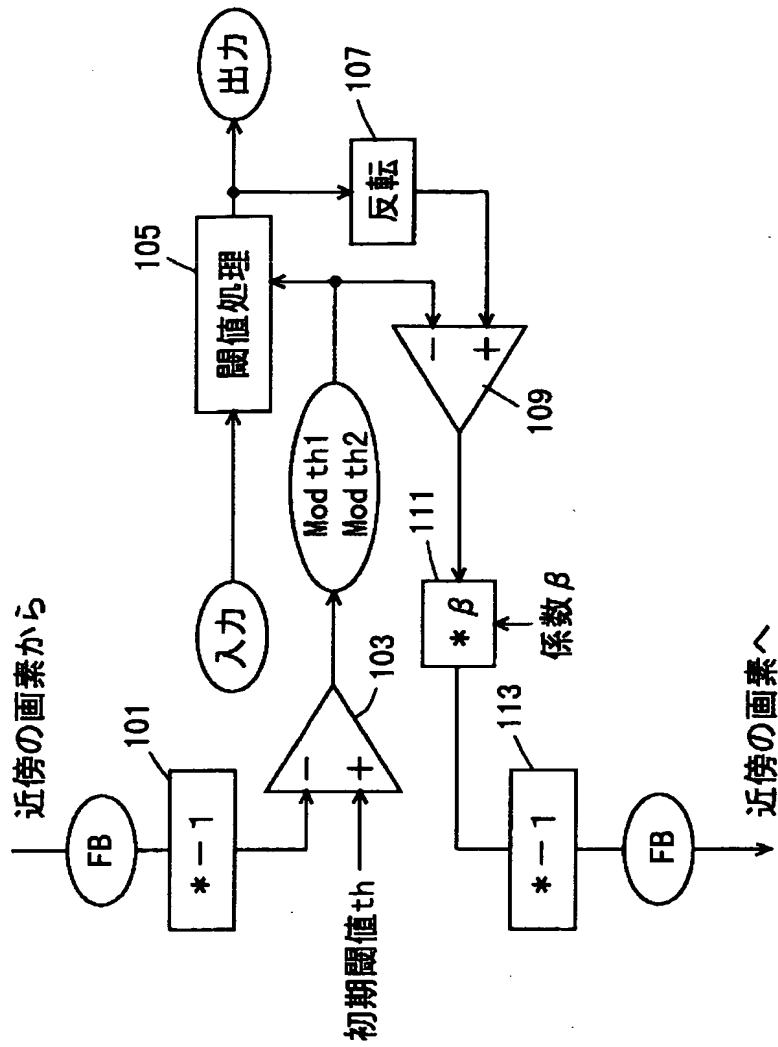 近傍の画素から
FB
101
*-1
初期閾値th
-
+
103
入力
Mod th1
Mod th2
105
閾値処理
出力
107
反転
-
+
109
111
* β
係数β
113
*-1
FB
近傍の画素へ